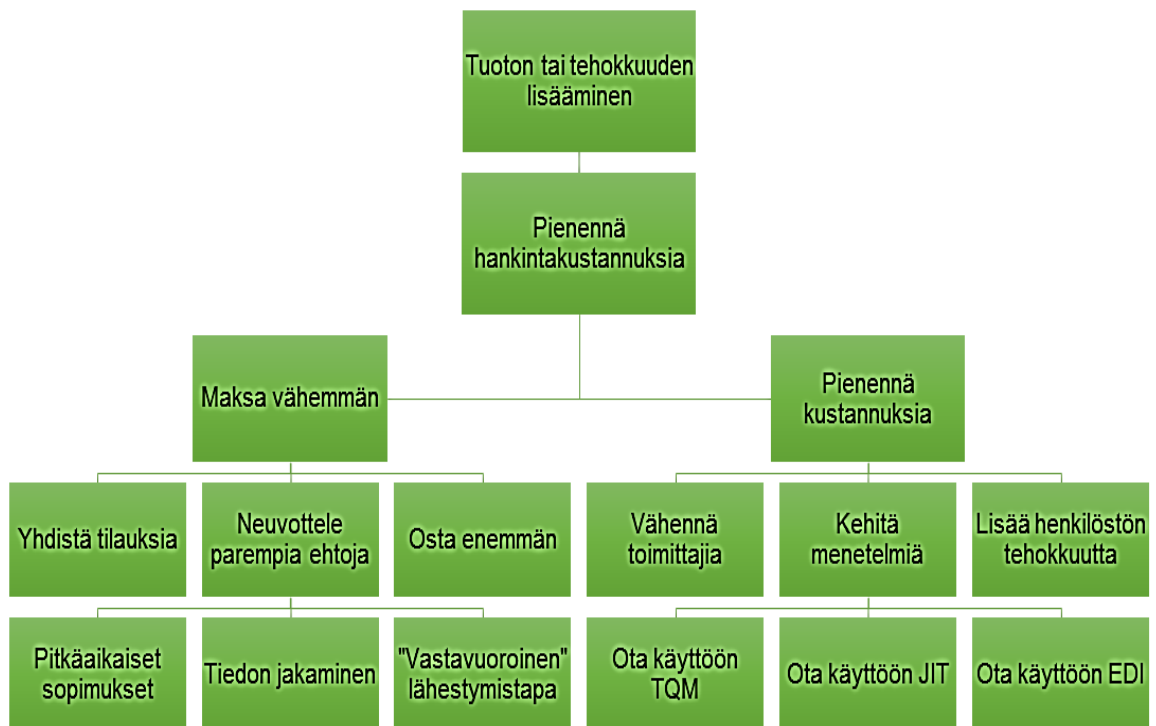 Tuoton tai tehokkuuden
lisääminen
Pienennä
hankintakustannuksia
Maksa vähemmän
Pienennä
kustannuksia
Yhdistä tilauksia
Neuvottele
parempia ehtoja
Osta enemmän
Vähennä
toimittajia
Kehitä
menetelmiä
Lisää henkilöstön
tehokkuutta
Pitkäaikaiset
sopimukset
Tiedon jakaminen
"Vastavuoroinen"
lähestymistapa
Ota käyttöön
TQM
Ota käyttöön JIT
Ota käyttöön EDI